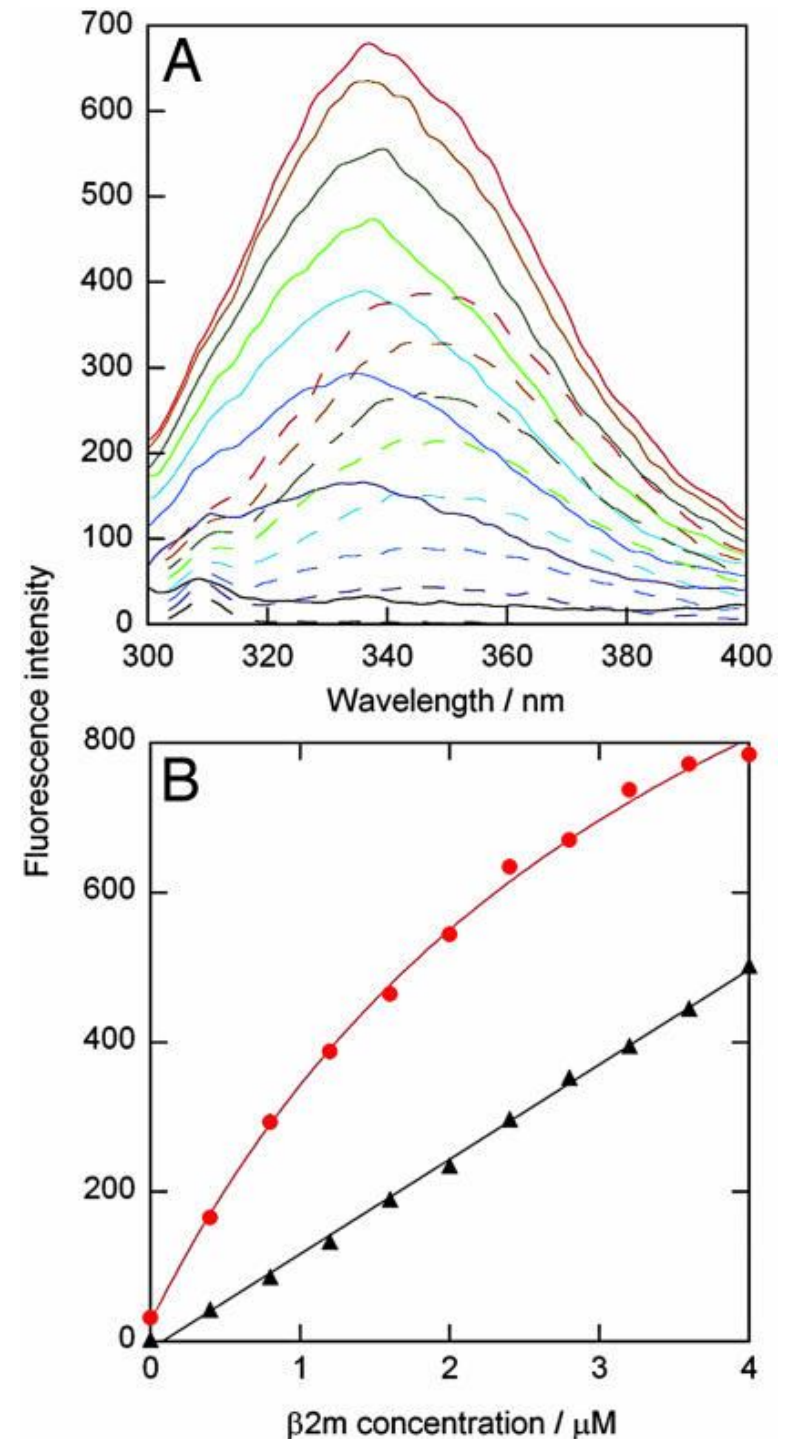 A
700
600
500
400
300
200
100
0
300 320 340 360 380 400
Wavelength / nm
Fluorescence intensity
B
800
600
400
200
0
0 1 2 3 4
β2m concentration / μM